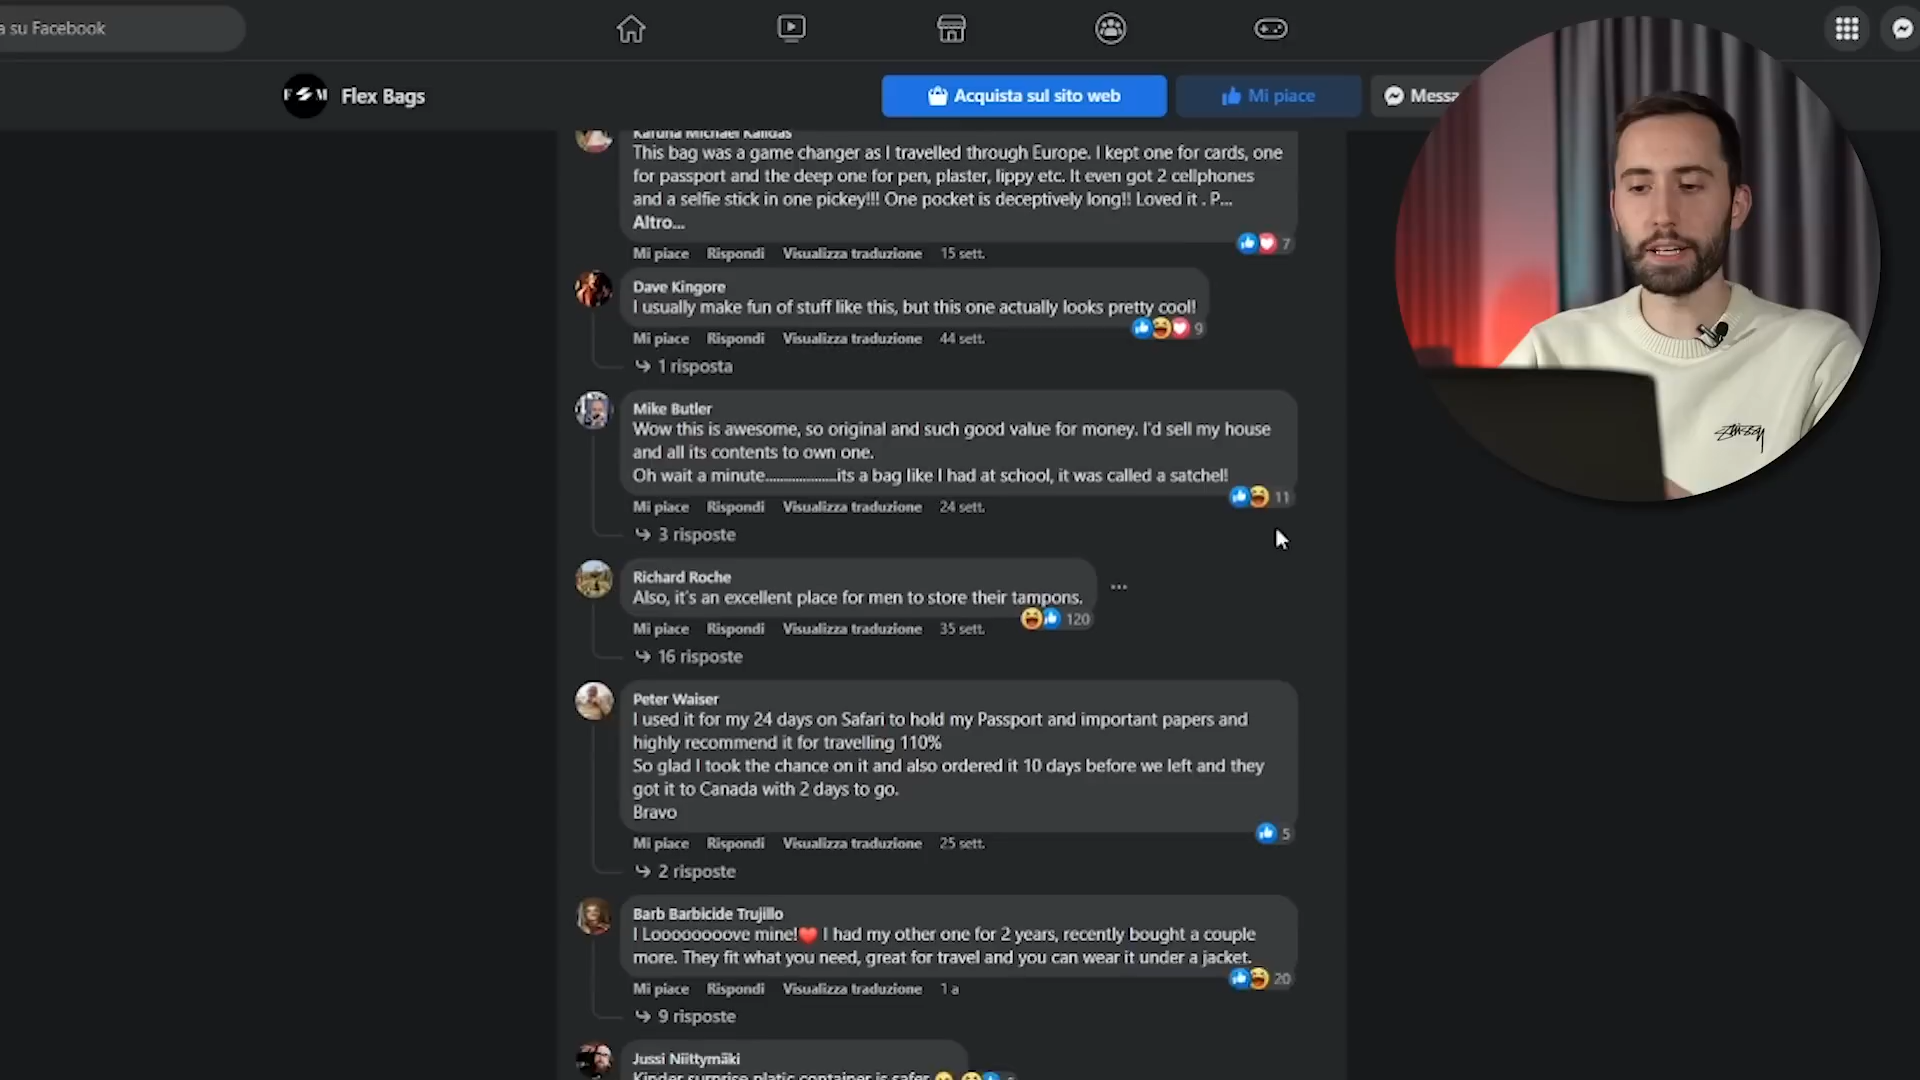 a su Facebook
FSM Flex Bags
Acquista sul sito web
Mi piace
Messa
Karuna Michael Kalidas
This bag was a game changer as I travelled through Europe. I kept one for cards, one
for passport and the deep one for pen, plaster, lippy etc. It even got 2 cellphones
and a selfie stick in one pickey!!! One pocket is deceptively long!! Loved it . P...
Altro...
7
Mi piace Rispondi Visualizza traduzione 15 sett.
Dave Kingore
I usually make fun of stuff like this, but this one actually looks pretty cool!
9
Mi piace Rispondi Visualizza traduzione 44 sett.
1 risposta
Mike Butler
Wow this is awesome, so original and such good value for money. I'd sell my house
and all its contents to own one.
Oh wait a minute....................its a bag like I had at school, it was called a satchel!
11
Mi piace Rispondi Visualizza traduzione 24 sett.
3 risposte
Richard Roche
Also, it's an excellent place for men to store their tampons.
120
Mi piace Rispondi Visualizza traduzione 35 sett.
16 risposte
Peter Waiser
I used it for my 24 days on Safari to hold my Passport and important papers and
highly recommend it for travelling 110%
So glad I took the chance on it and also ordered it 10 days before we left and they
got it to Canada with 2 days to go.
Bravo
5
Mi piace Rispondi Visualizza traduzione 25 sett.
2 risposte
Barb Barbicide Trujillo
I Looooooooove mine!❤️ I had my other one for 2 years, recently bought a couple
more. They fit what you need, great for travel and you can wear it under a jacket.
20
Mi piace Rispondi Visualizza traduzione 1 a
9 risposte
Jussi Niittymäki
Kinder surprise platic container is safer
Stüssy